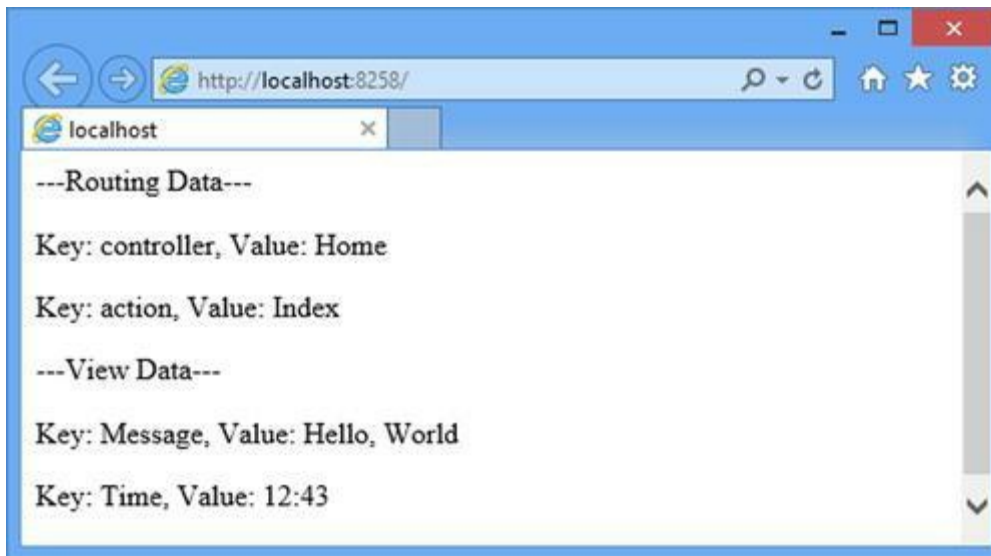 http://localhost:8258/
localhost
---Routing Data---
Key: controller, Value: Home
Key: action, Value: Index
---View Data---
Key: Message, Value: Hello, World
Key: Time, Value: 12:43